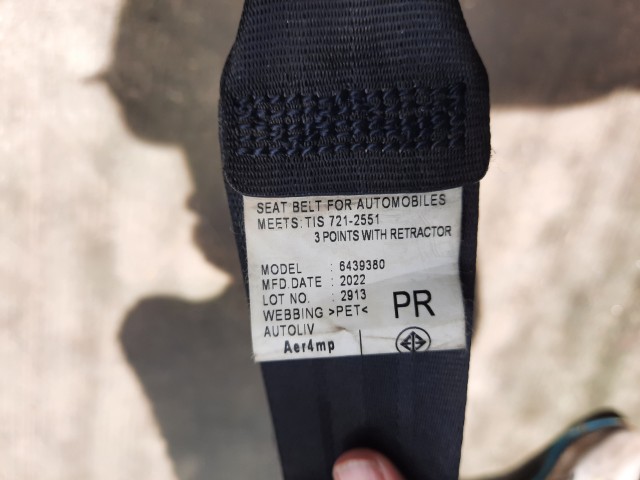 SEAT BELT FOR AUTOMOBILES
MEETS: TIS 721-2551
3 POINTS WITH RETRACTOR
MODEL : 6439380
MFD.DATE : 2022
LOT NO. : 2913
WEBBING >PET<
PR
AUTOLIV
Aer4mp